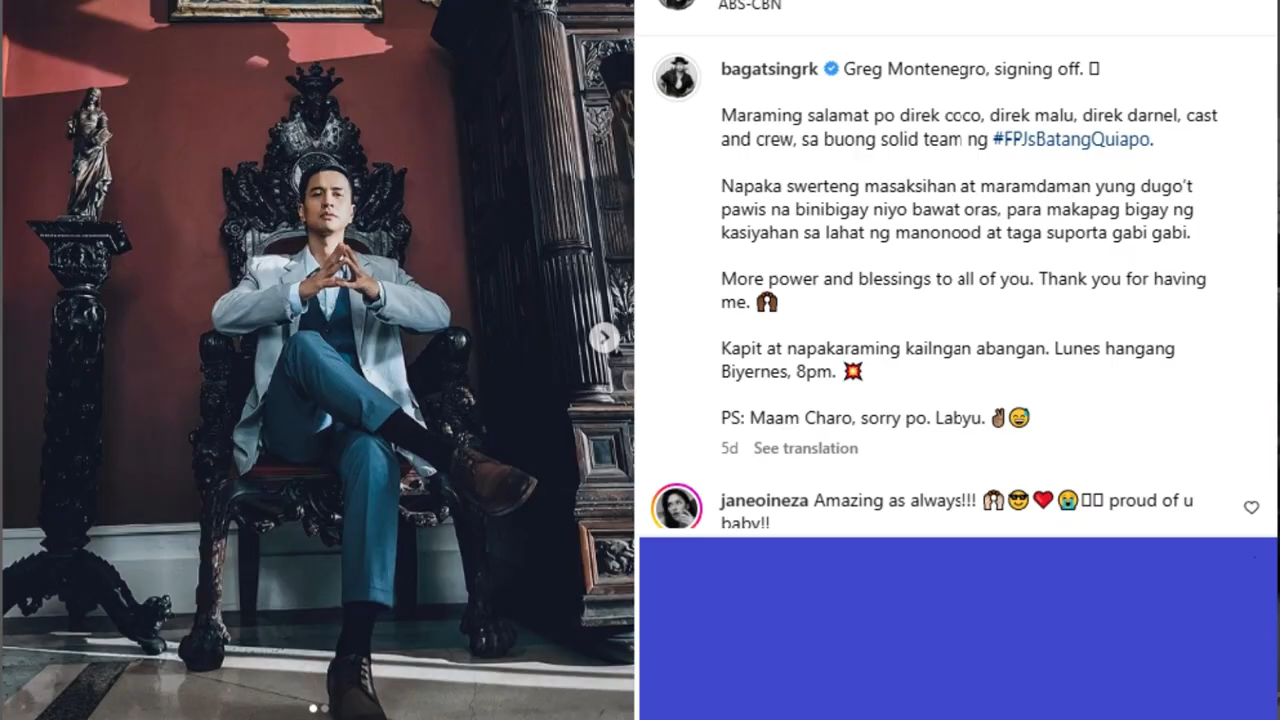 ABS-CBN
bagatsingrk Greg Montenegro, signing off.
Maraming salamat po direk coco, direk malu, direk darnel, cast
and crew, sa buong solid team ng #FPJsBatangQuiapo.
Napaka swerteng masaksihan at maramdaman yung dugo't
pawis na binibigay niyo bawat oras, para makapag bigay ng
kasiyahan sa lahat ng manonood at taga suporta gabi gabi.
More power and blessings to all of you. Thank you for having
me. 🙌
Kapit at napakaraming kailngan abangan. Lunes hangang
Biyernes, 8pm. 💥
PS: Maam Charo, sorry po. Labyu. ✌🏾😅
5d See translation
janeoineza Amazing as always!!! 🙌😎❤️😭 proud of u
baby!!